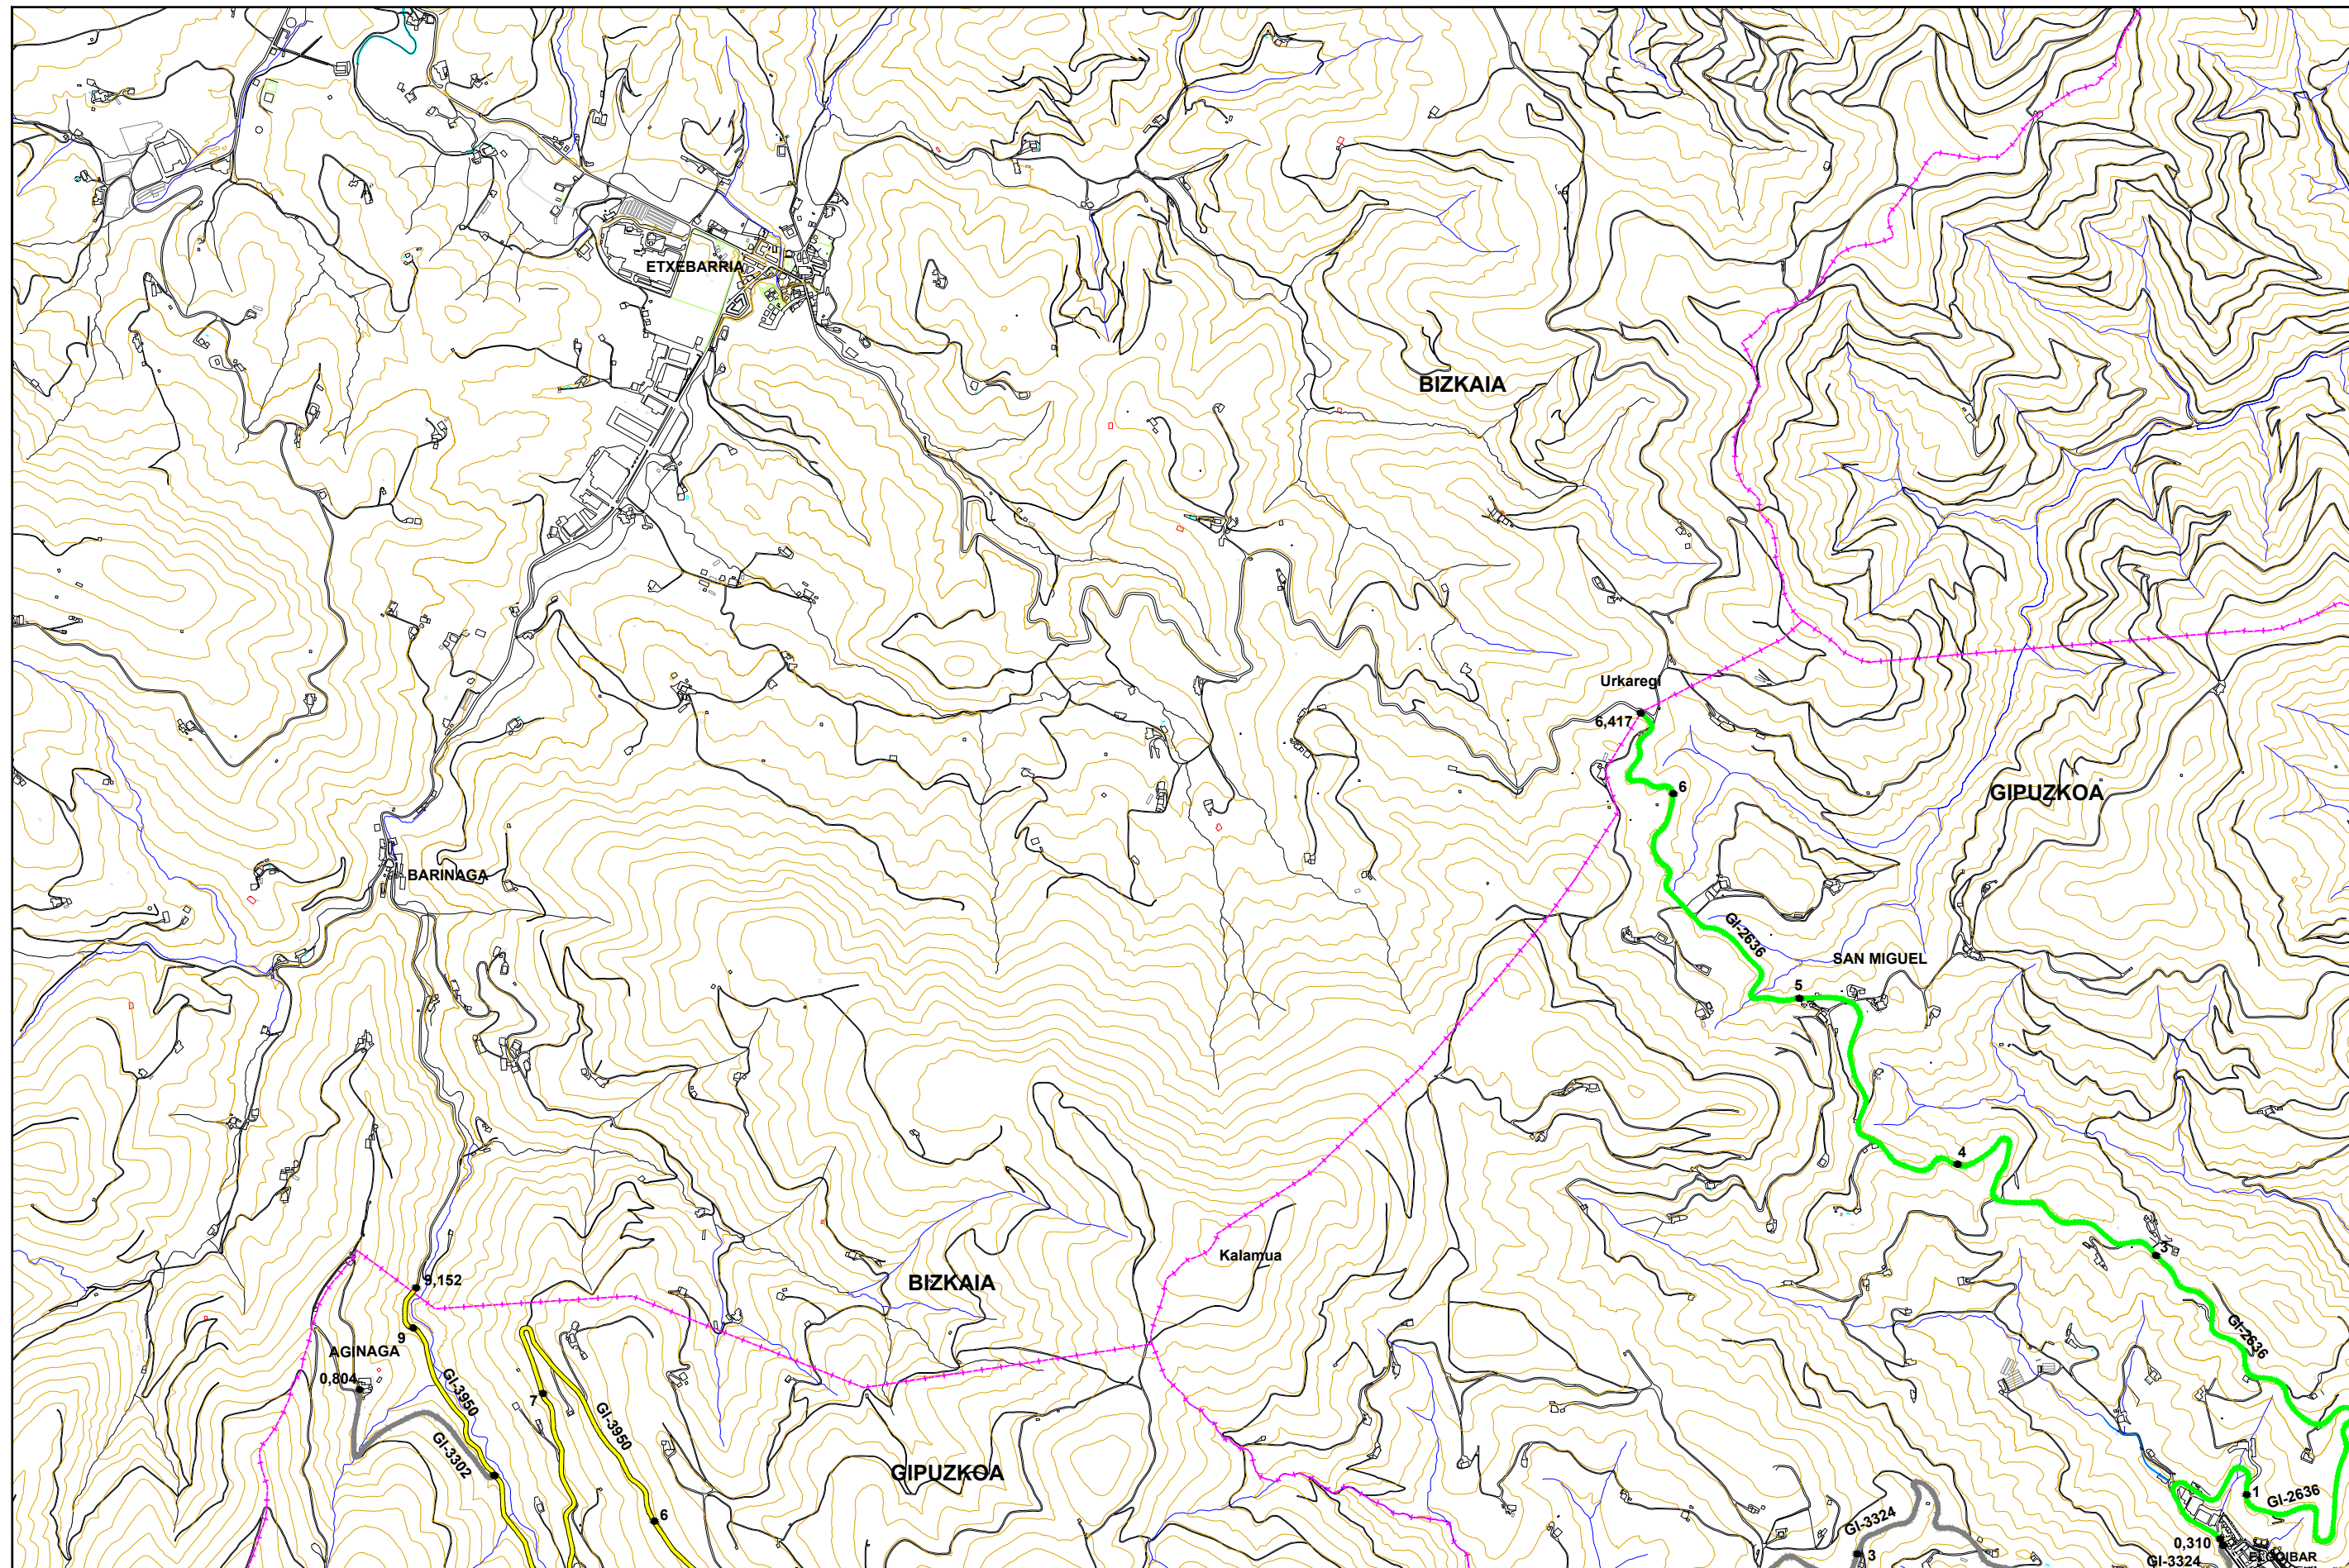 ETXEBARRIA
BIZKAIA
Urkaregi
6,417
6
GIPUZKOA
BARINAGA
GI-2636
SAN MIGUEL
5
4
3
Kalamua
BIZKAIA
9,152
9
AGINAGA
0,804
GI-3950
7
GI-3950
GI-3302
GIPUZKOA
6
GI-2636
1
GI-2636
GI-3324
3
0,310
GI-3324